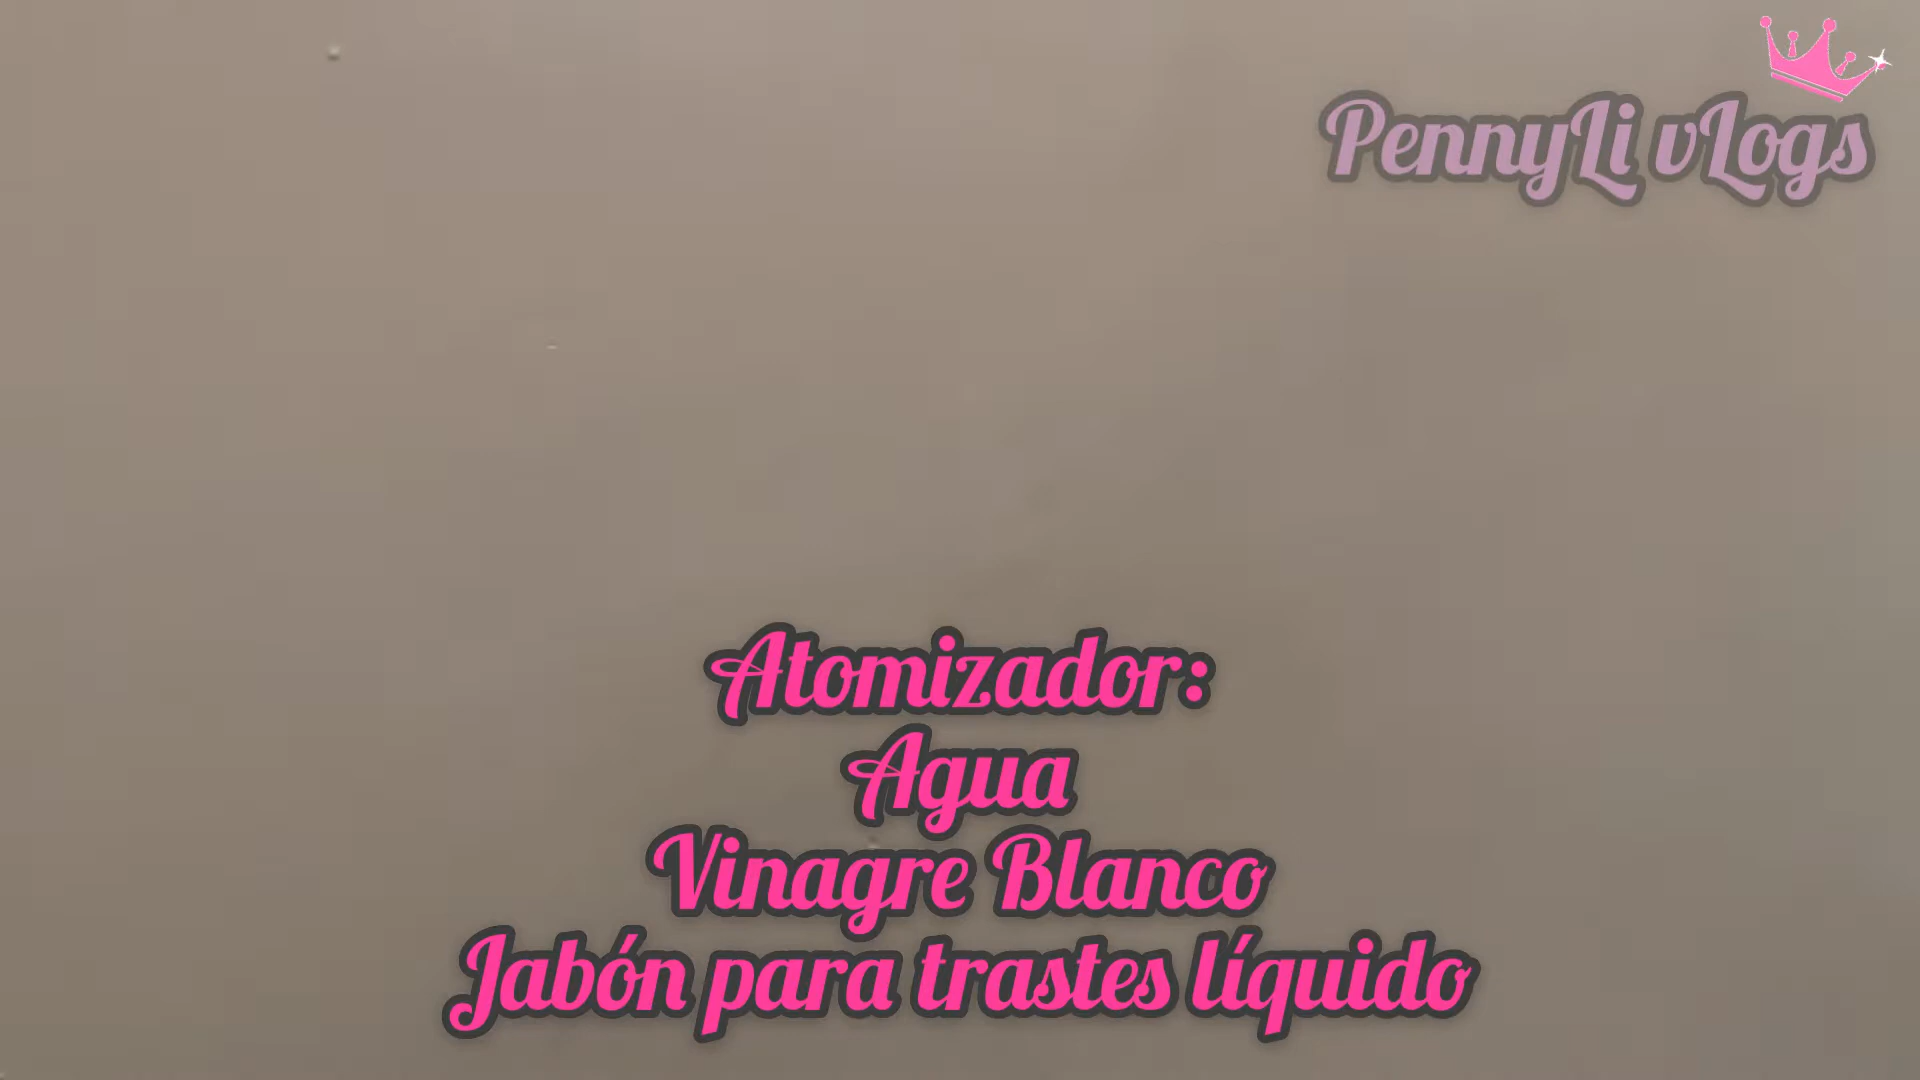 PennyLi vLogs
Atomizador:
Agua
Vinagre Blanco
Jabón para trastes líquido